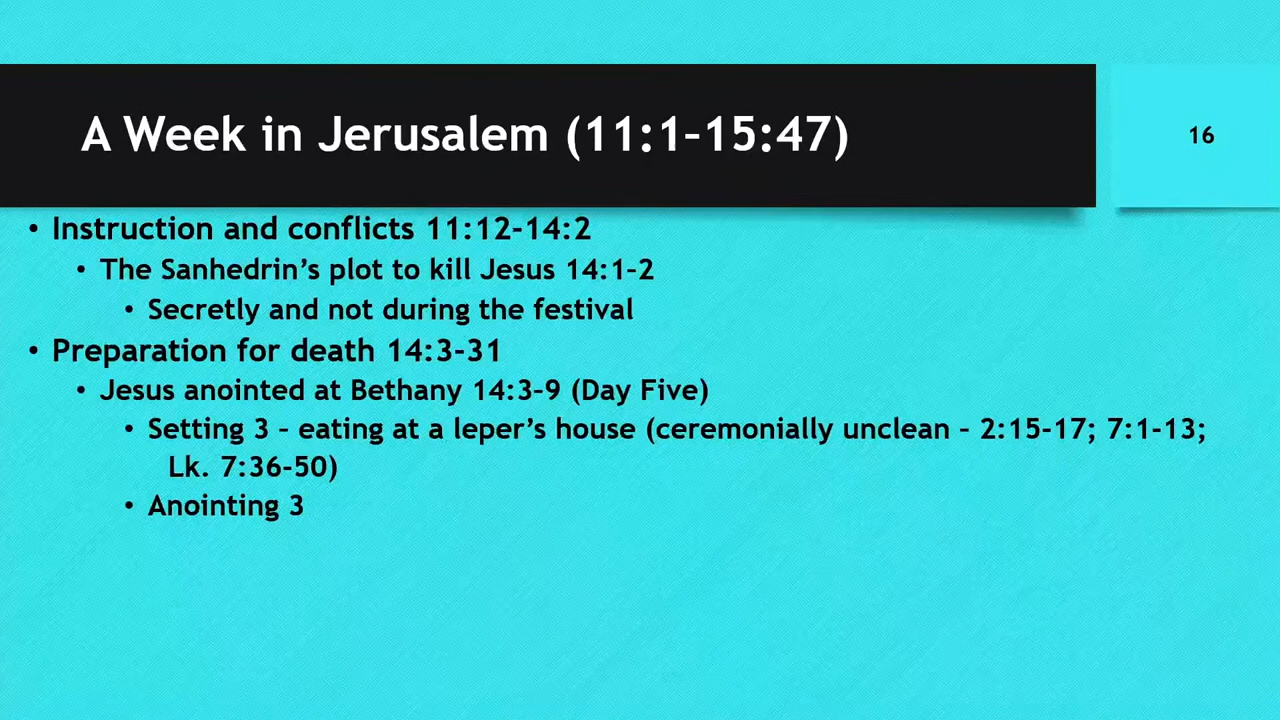 A Week in Jerusalem (11:1–15:47)
16
• Instruction and conflicts 11:12-14:2
• The Sanhedrin’s plot to kill Jesus 14:1–2
• Secretly and not during the festival
• Preparation for death 14:3-31
• Jesus anointed at Bethany 14:3–9 (Day Five)
• Setting 3 – eating at a leper’s house (ceremonially unclean – 2:15-17; 7:1-13;
Lk. 7:36-50)
• Anointing 3